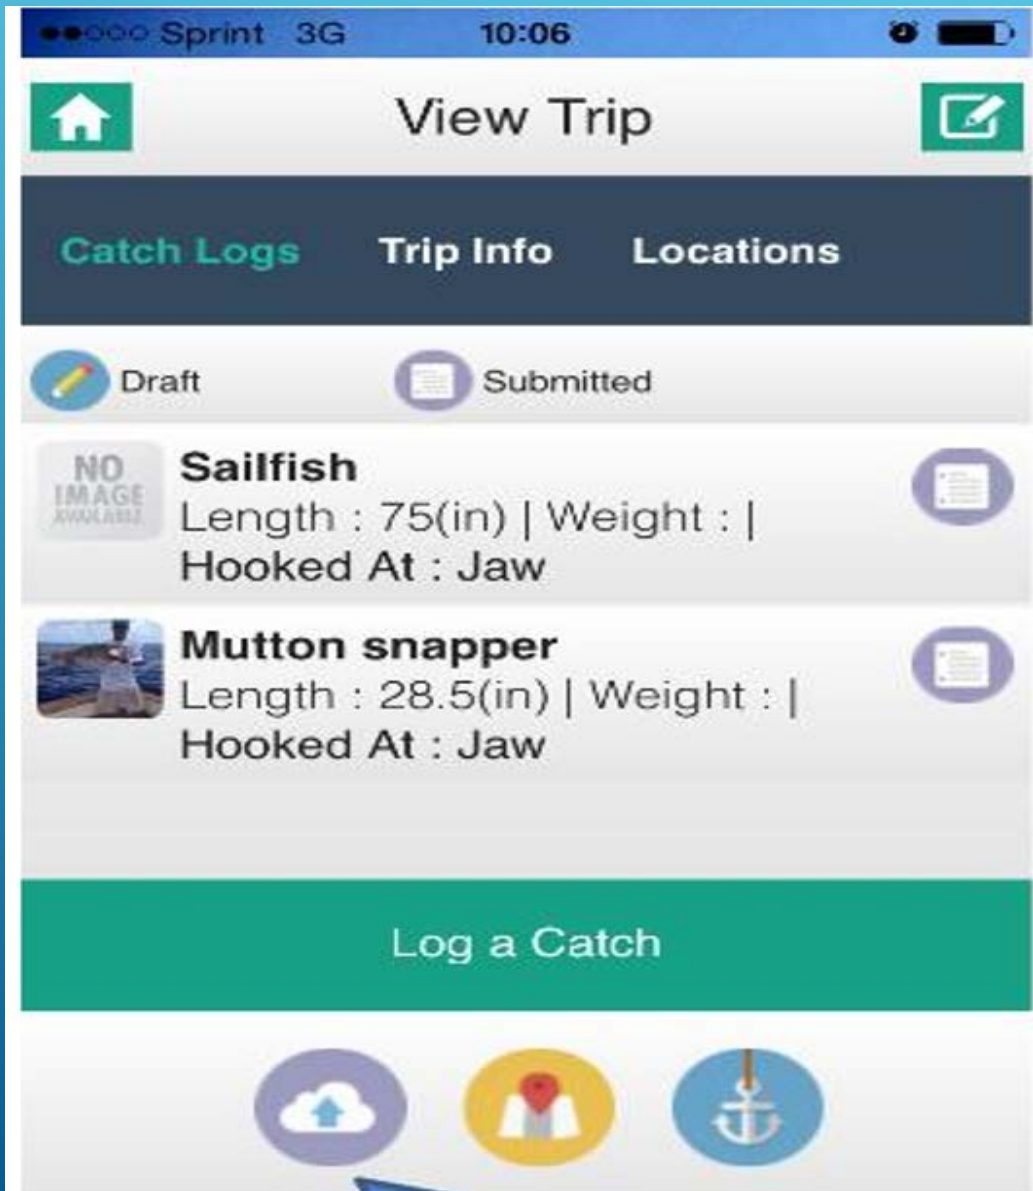 Sprint 3G 10:06
View Trip
Catch Logs Trip Info Locations
Draft Submitted
NO
IMAGE
AVAILABLE
Sailfish
Length : 75(in) | Weight : |
Hooked At : Jaw
Mutton snapper
Length : 28.5(in) | Weight : |
Hooked At : Jaw
Log a Catch